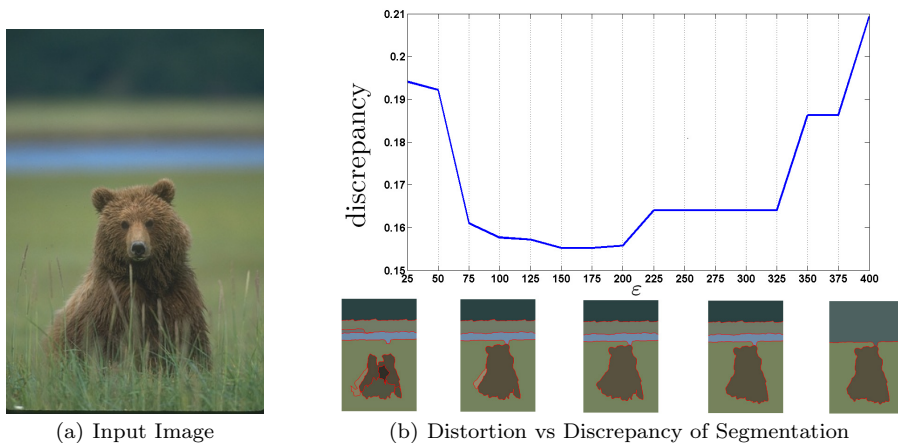 0.21
0.2
0.19
0.18
0.17
0.16
0.15
discrepancy
25 50 75 100 125 150 175 200 225 250 275 300 325 350 375 400
ε
(a) Input Image
(b) Distortion vs Discrepancy of Segmentation